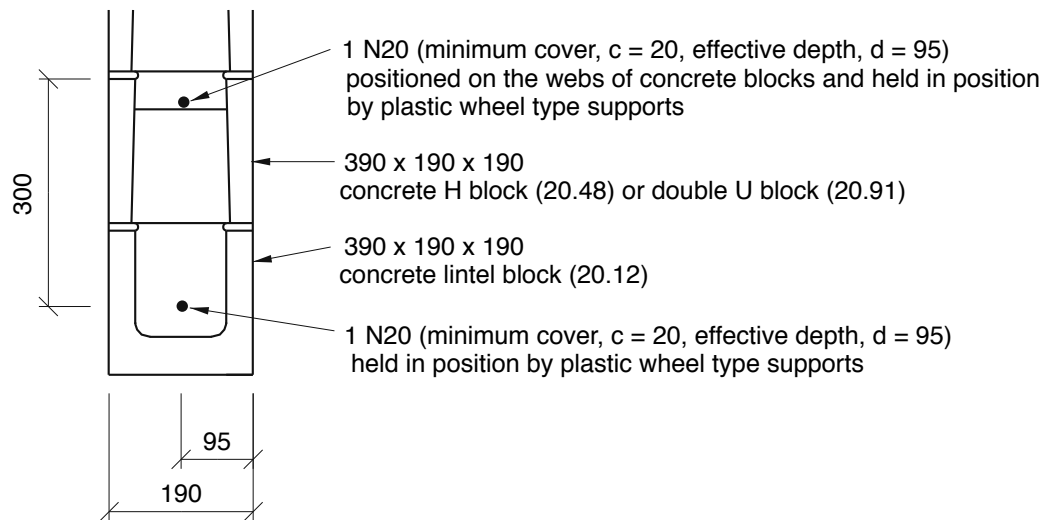 1 N20 (minimum cover, c = 20, effective depth, d = 95)
positioned on the webs of concrete blocks and held in position
by plastic wheel type supports
390 x 190 x 190
concrete H block (20.48) or double U block (20.91)
300
390 x 190 x 190
concrete lintel block (20.12)
1 N20 (minimum cover, c = 20, effective depth, d = 95)
held in position by plastic wheel type supports
95
190